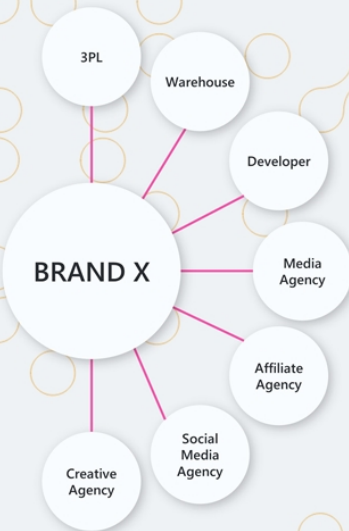 3PL
Warehouse
Developer
BRAND X
Media
Agency
Affiliate
Agency
Social
Media
Agency
Creative
Agency